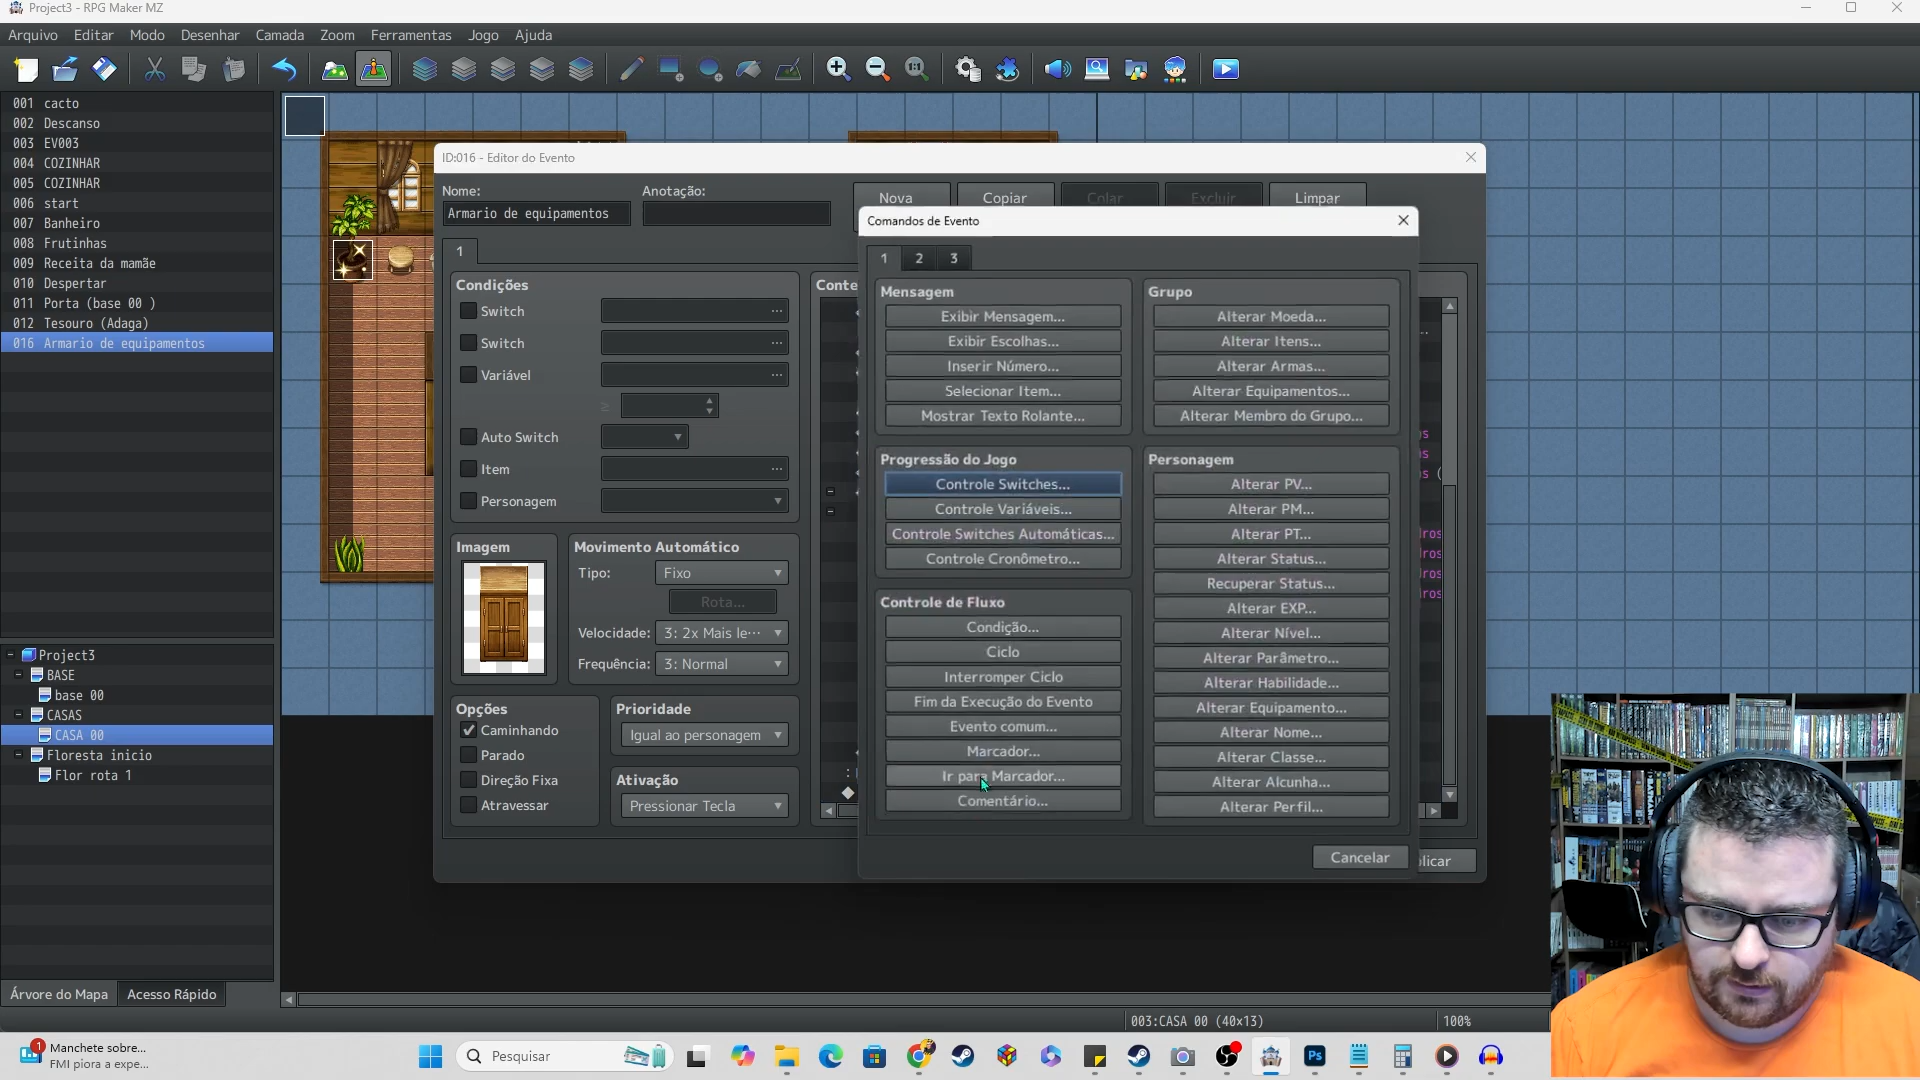 Project3 - RPG Maker MZ
Arquivo Editar Modo Desenhar Camada Zoom Ferramentas Jogo Ajuda
001 cacto
002 Descanso
003 EV003
004 COZINHAR
005 COZINHAR
006 start
007 Banheiro
008 Frutinhas
009 Receita da mamãe
010 Despertar
011 Porta (base 00 )
012 Tesouro (Adaga)
016 Armario de equipamentos
Project3
BASE
base 00
CASAS
CASA 00
Floresta inicio
Flor rota 1
Árvore do Mapa Acesso Rápido
ID:016 - Editor do Evento
Nome: Anotação:
Armario de equipamentos
Nova Copiar Colar Excluir Limpar
1
Condições
Switch ...
Switch ...
Variável ...
≥
Auto Switch
Item ...
Personagem
Imagem
Movimento Automático
Tipo: Fixo
Rota...
Velocidade: 3: 2x Mais le...
Frequência: 3: Normal
Opções
Caminhando
Parado
Direção Fixa
Atravessar
Prioridade
Igual ao personagem
Ativação
Pressionar Tecla
Conte
Comandos de Evento
1 2 3
Mensagem
Exibir Mensagem...
Exibir Escolhas...
Inserir Número...
Selecionar Item...
Mostrar Texto Rolante...
Progressão do Jogo
Controle Switches...
Controle Variáveis...
Controle Switches Automáticas...
Controle Cronômetro...
Controle de Fluxo
Condição...
Ciclo
Interromper Ciclo
Fim da Execução do Evento
Evento comum...
Marcador...
Ir para Marcador...
Comentário...
Grupo
Alterar Moeda...
Alterar Itens...
Alterar Armas...
Alterar Equipamentos...
Alterar Membro do Grupo...
Personagem
Alterar PV...
Alterar PM...
Alterar PT...
Alterar Status...
Recuperar Status...
Alterar EXP...
Alterar Nível...
Alterar Parâmetro...
Alterar Habilidade...
Alterar Equipamento...
Alterar Nome...
Alterar Classe...
Alterar Alcunha...
Alterar Perfil...
Cancelar
licar
s
s
s (
ros
ros
ros
ros
003:CASA 00 (40x13) 100%
1
Manchete sobre...
FMI piora a expe...
Pesquisar
Ps